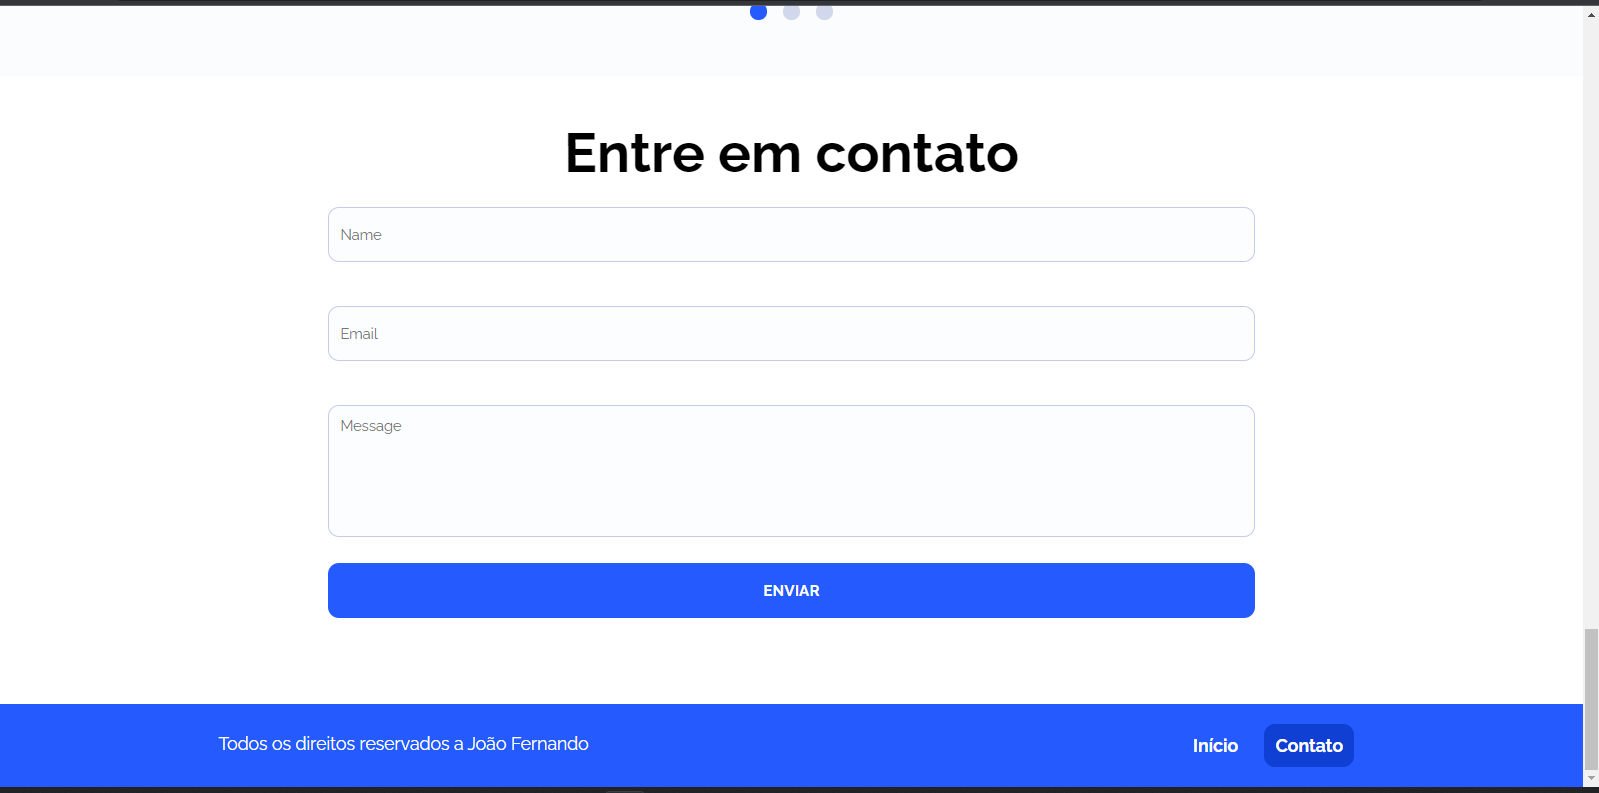 Entre em contato
Name
Email
Message
ENVIAR
Todos os direitos reservados a João Fernando
Início
Contato